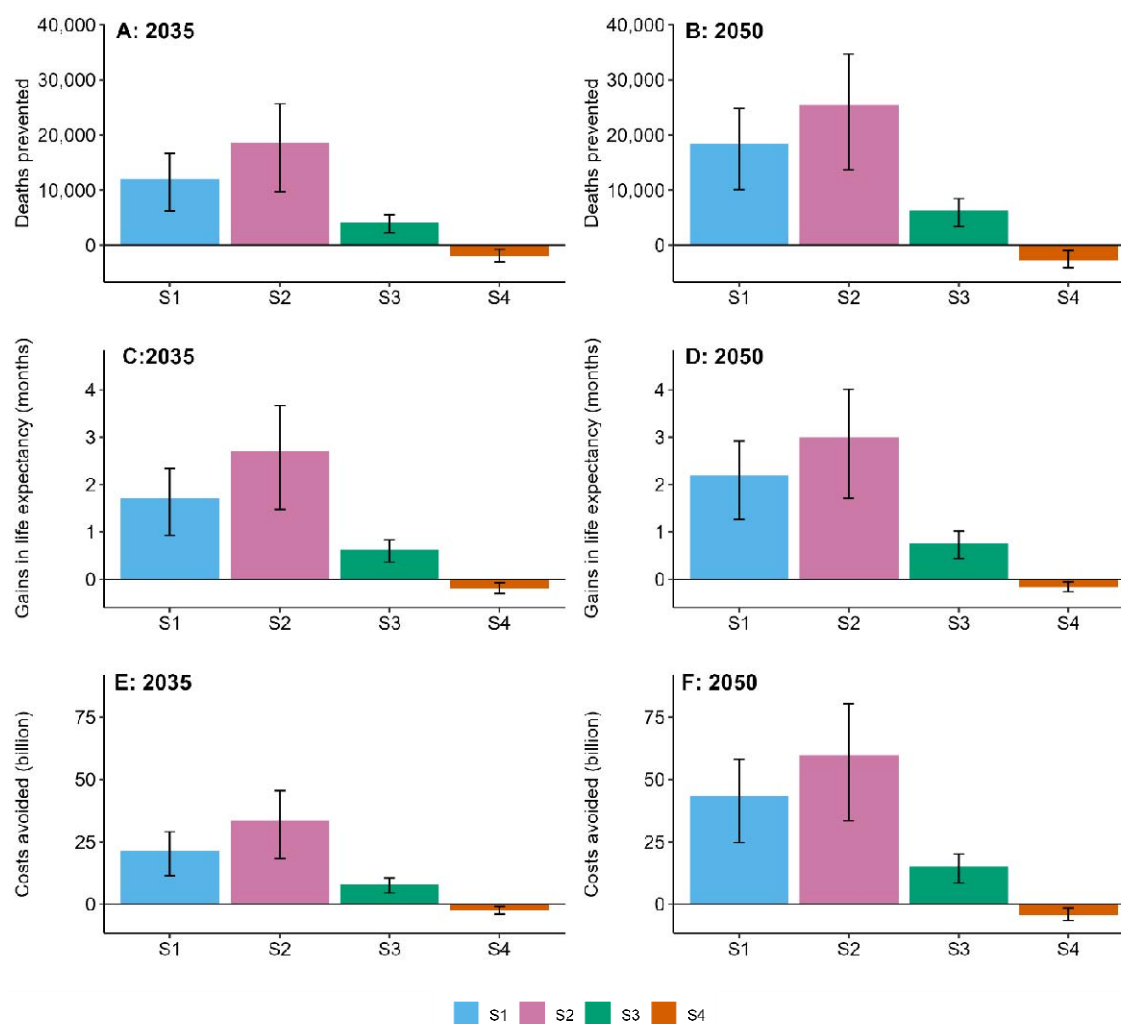 A: 2035
Deaths prevented
40,000
30,000
20,000
10,000
0
S1 S2 S3 S4
B: 2050
Deaths prevented
40,000
30,000
20,000
10,000
0
S1 S2 S3 S4
C:2035
Gains in life expectancy (months)
4
3
2
1
0
S1 S2 S3 S4
D: 2050
Gains in life expectancy (months)
4
3
2
1
0
S1 S2 S3 S4
E: 2035
Costs avoided (billion)
75
50
25
0
S1 S2 S3 S4
F: 2050
Costs avoided (billion)
75
50
25
0
S1 S2 S3 S4
S1 S2 S3 S4